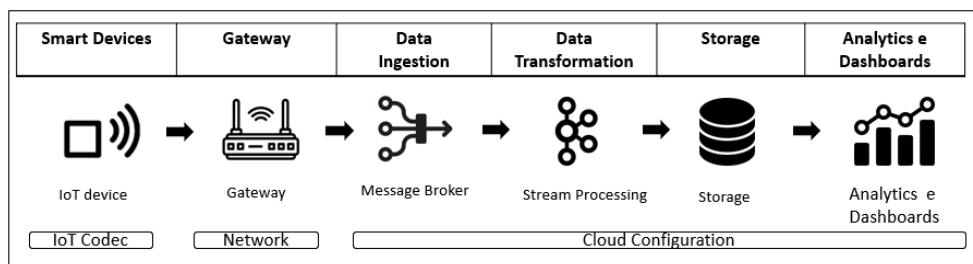 Smart Devices
Gateway
Data
Ingestion
Data
Transformation
Storage
Analytics e
Dashboards
IoT device
Gateway
Message Broker
Stream Processing
Storage
Analytics e
Dashboards
IoT Codec
Network
Cloud Configuration